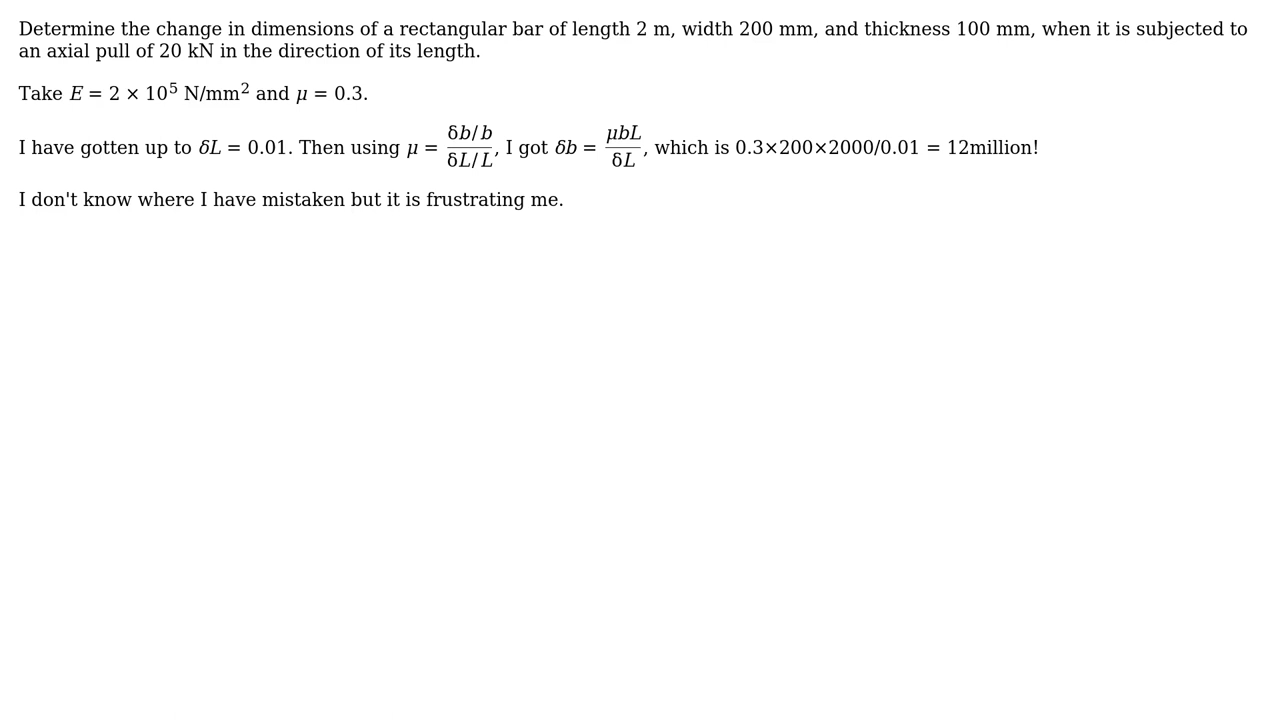 Determine the change in dimensions of a rectangular bar of length 2 m, width 200 mm, and thickness 100 mm, when it is subjected to
an axial pull of 20 kN in the direction of its length.
Take E = 2 × 10⁵ N/mm² and μ = 0.3.
I have gotten up to δL = 0.01. Then using μ = \frac{δb/b}{δL/L}, I got δb = \frac{μbL}{δL}, which is 0.3×200×2000/0.01 = 12million!
I don't know where I have mistaken but it is frustrating me.